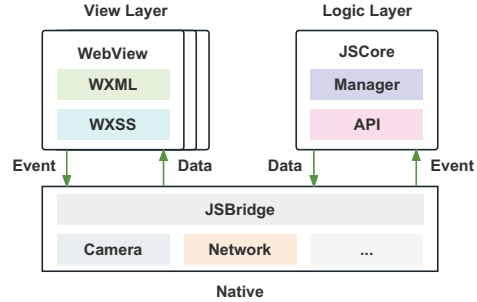 View Layer
Logic Layer
WebView
JSCore
WXML
Manager
WXSS
API
Event
Data
Data
Event
JSBridge
Camera
Network
...
Native